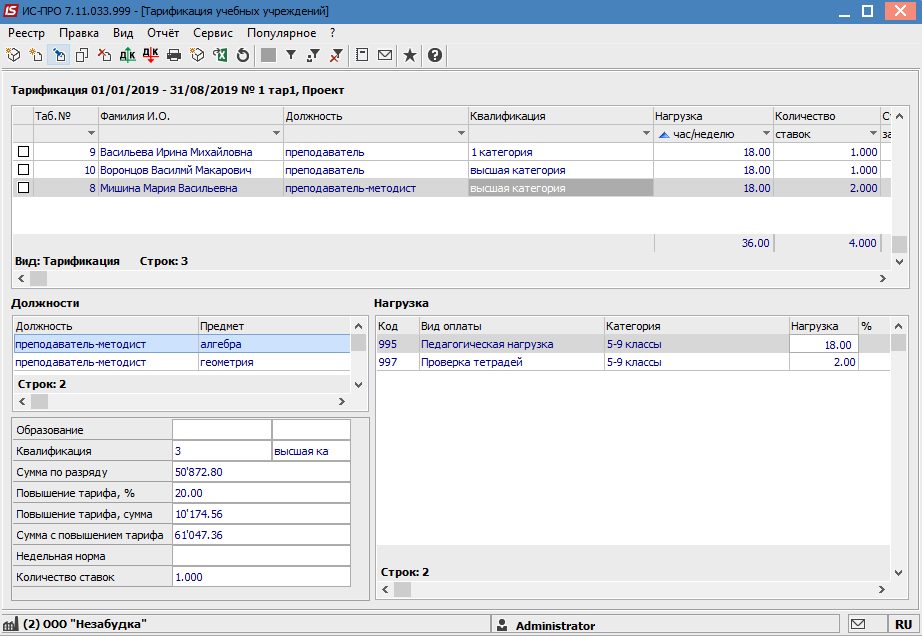 ИС-ПРО 7.11.033.999 - [Тарификация учебных учреждений]
Реестр Правка Вид Отчёт Сервис Популярное ?
Тарификация 01/01/2019 - 31/08/2019 № 1 тар1, Проект
Таб.№ Фамилия И.О. Должность Квалификация Нагрузка Количество С
час/неделю ставок за
9 Васильева Ирина Михайловна преподаватель 1 категория 18.00 1.000
10 Воронцов Василмй Макарович преподаватель высшая категория 18.00 1.000
8 Мишина Мария Васильевна преподаватель-методист высшая категория 18.00 2.000
36.00 4.000
Вид: Тарификация Строк: 3
Должности
Должность Предмет
преподаватель-методист алгебра
преподаватель-методист геометрия
Строк: 2
Образование
Квалификация 3 высшая ка
Сумма по разряду 50'872.80
Повышение тарифа, % 20.00
Повышение тарифа, сумма 10'174.56
Сумма с повышением тарифа 61'047.36
Недельная норма
Количество ставок 1.000
Нагрузка
Код Вид оплаты Категория Нагрузка %
995 Педагогическая нагрузка 5-9 классы 18.00
997 Проверка тетрадей 5-9 классы 2.00
Строк: 2
(2) ООО "Незабудка" Administrator RU